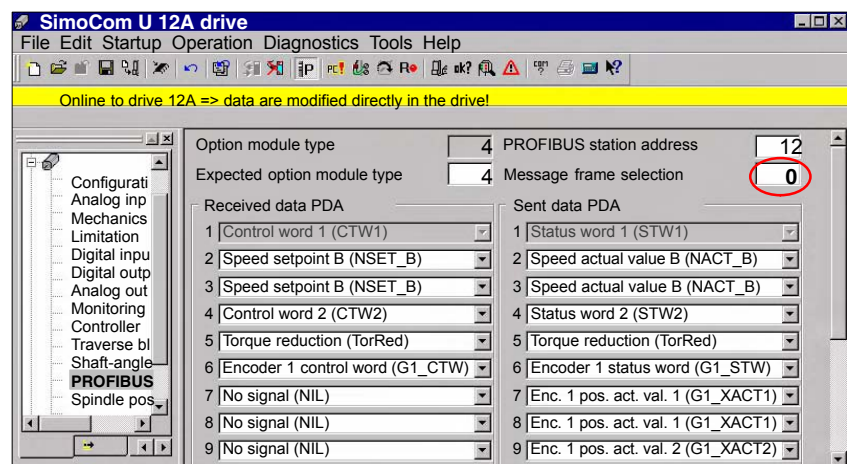 SimoCom U 12A drive
File Edit Startup Operation Diagnostics Tools Help
Online to drive 12A => data are modified directly in the drive!
Configurati
Analog inp
Mechanics
Limitation
Digital inpu
Digital outp
Analog out
Monitoring
Controller
Traverse bl
Shaft-angle
PROFIBUS
Spindle pos
Option module type 4 PROFIBUS station address 12
Expected option module type 4 Message frame selection 0
Received data PDA
1 Control word 1 (CTW1)
2 Speed setpoint B (NSET_B)
3 Speed setpoint B (NSET_B)
4 Control word 2 (CTW2)
5 Torque reduction (TorRed)
6 Encoder 1 control word (G1_CTW)
7 No signal (NIL)
8 No signal (NIL)
9 No signal (NIL)
Sent data PDA
1 Status word 1 (STW1)
2 Speed actual value B (NACT_B)
3 Speed actual value B (NACT_B)
4 Status word 2 (STW2)
5 Torque reduction (TorRed)
6 Encoder 1 status word (G1_STW)
7 Enc. 1 pos. act. val. 1 (G1_XACT1)
8 Enc. 1 pos. act. val. 1 (G1_XACT1)
9 Enc. 1 pos. act. val. 2 (G1_XACT2)